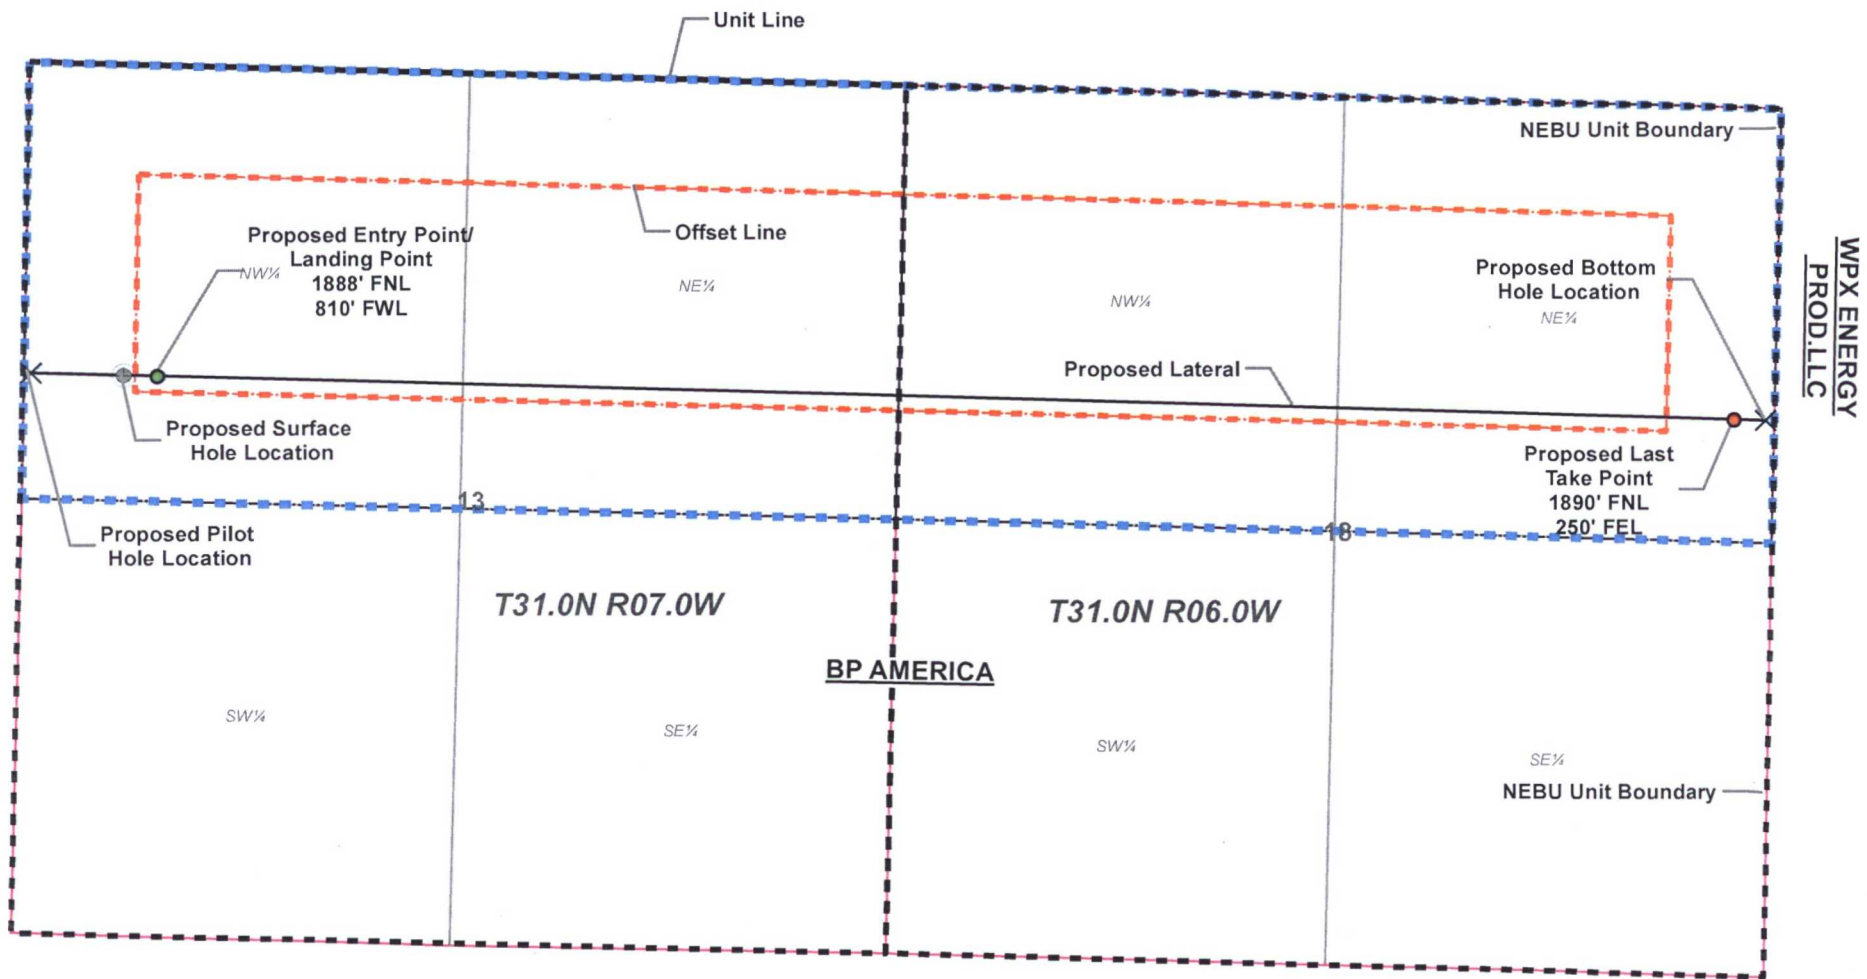 Unit Line
NEBU Unit Boundary
Proposed Entry Point/
Landing Point
1888' FNL
810' FWL
NW¼
Offset Line
NE¼
NW¼
Proposed Bottom
Hole Location
NE¼
WPX ENERGY
PROD.LLC
Proposed Lateral
Proposed Surface
Hole Location
Proposed Last
Take Point
1890' FNL
250' FEL
13
18
Proposed Pilot
Hole Location
T31.0N R07.0W
T31.0N R06.0W
BP AMERICA
SW¼
SE¼
SW¼
SE¼
NEBU Unit Boundary